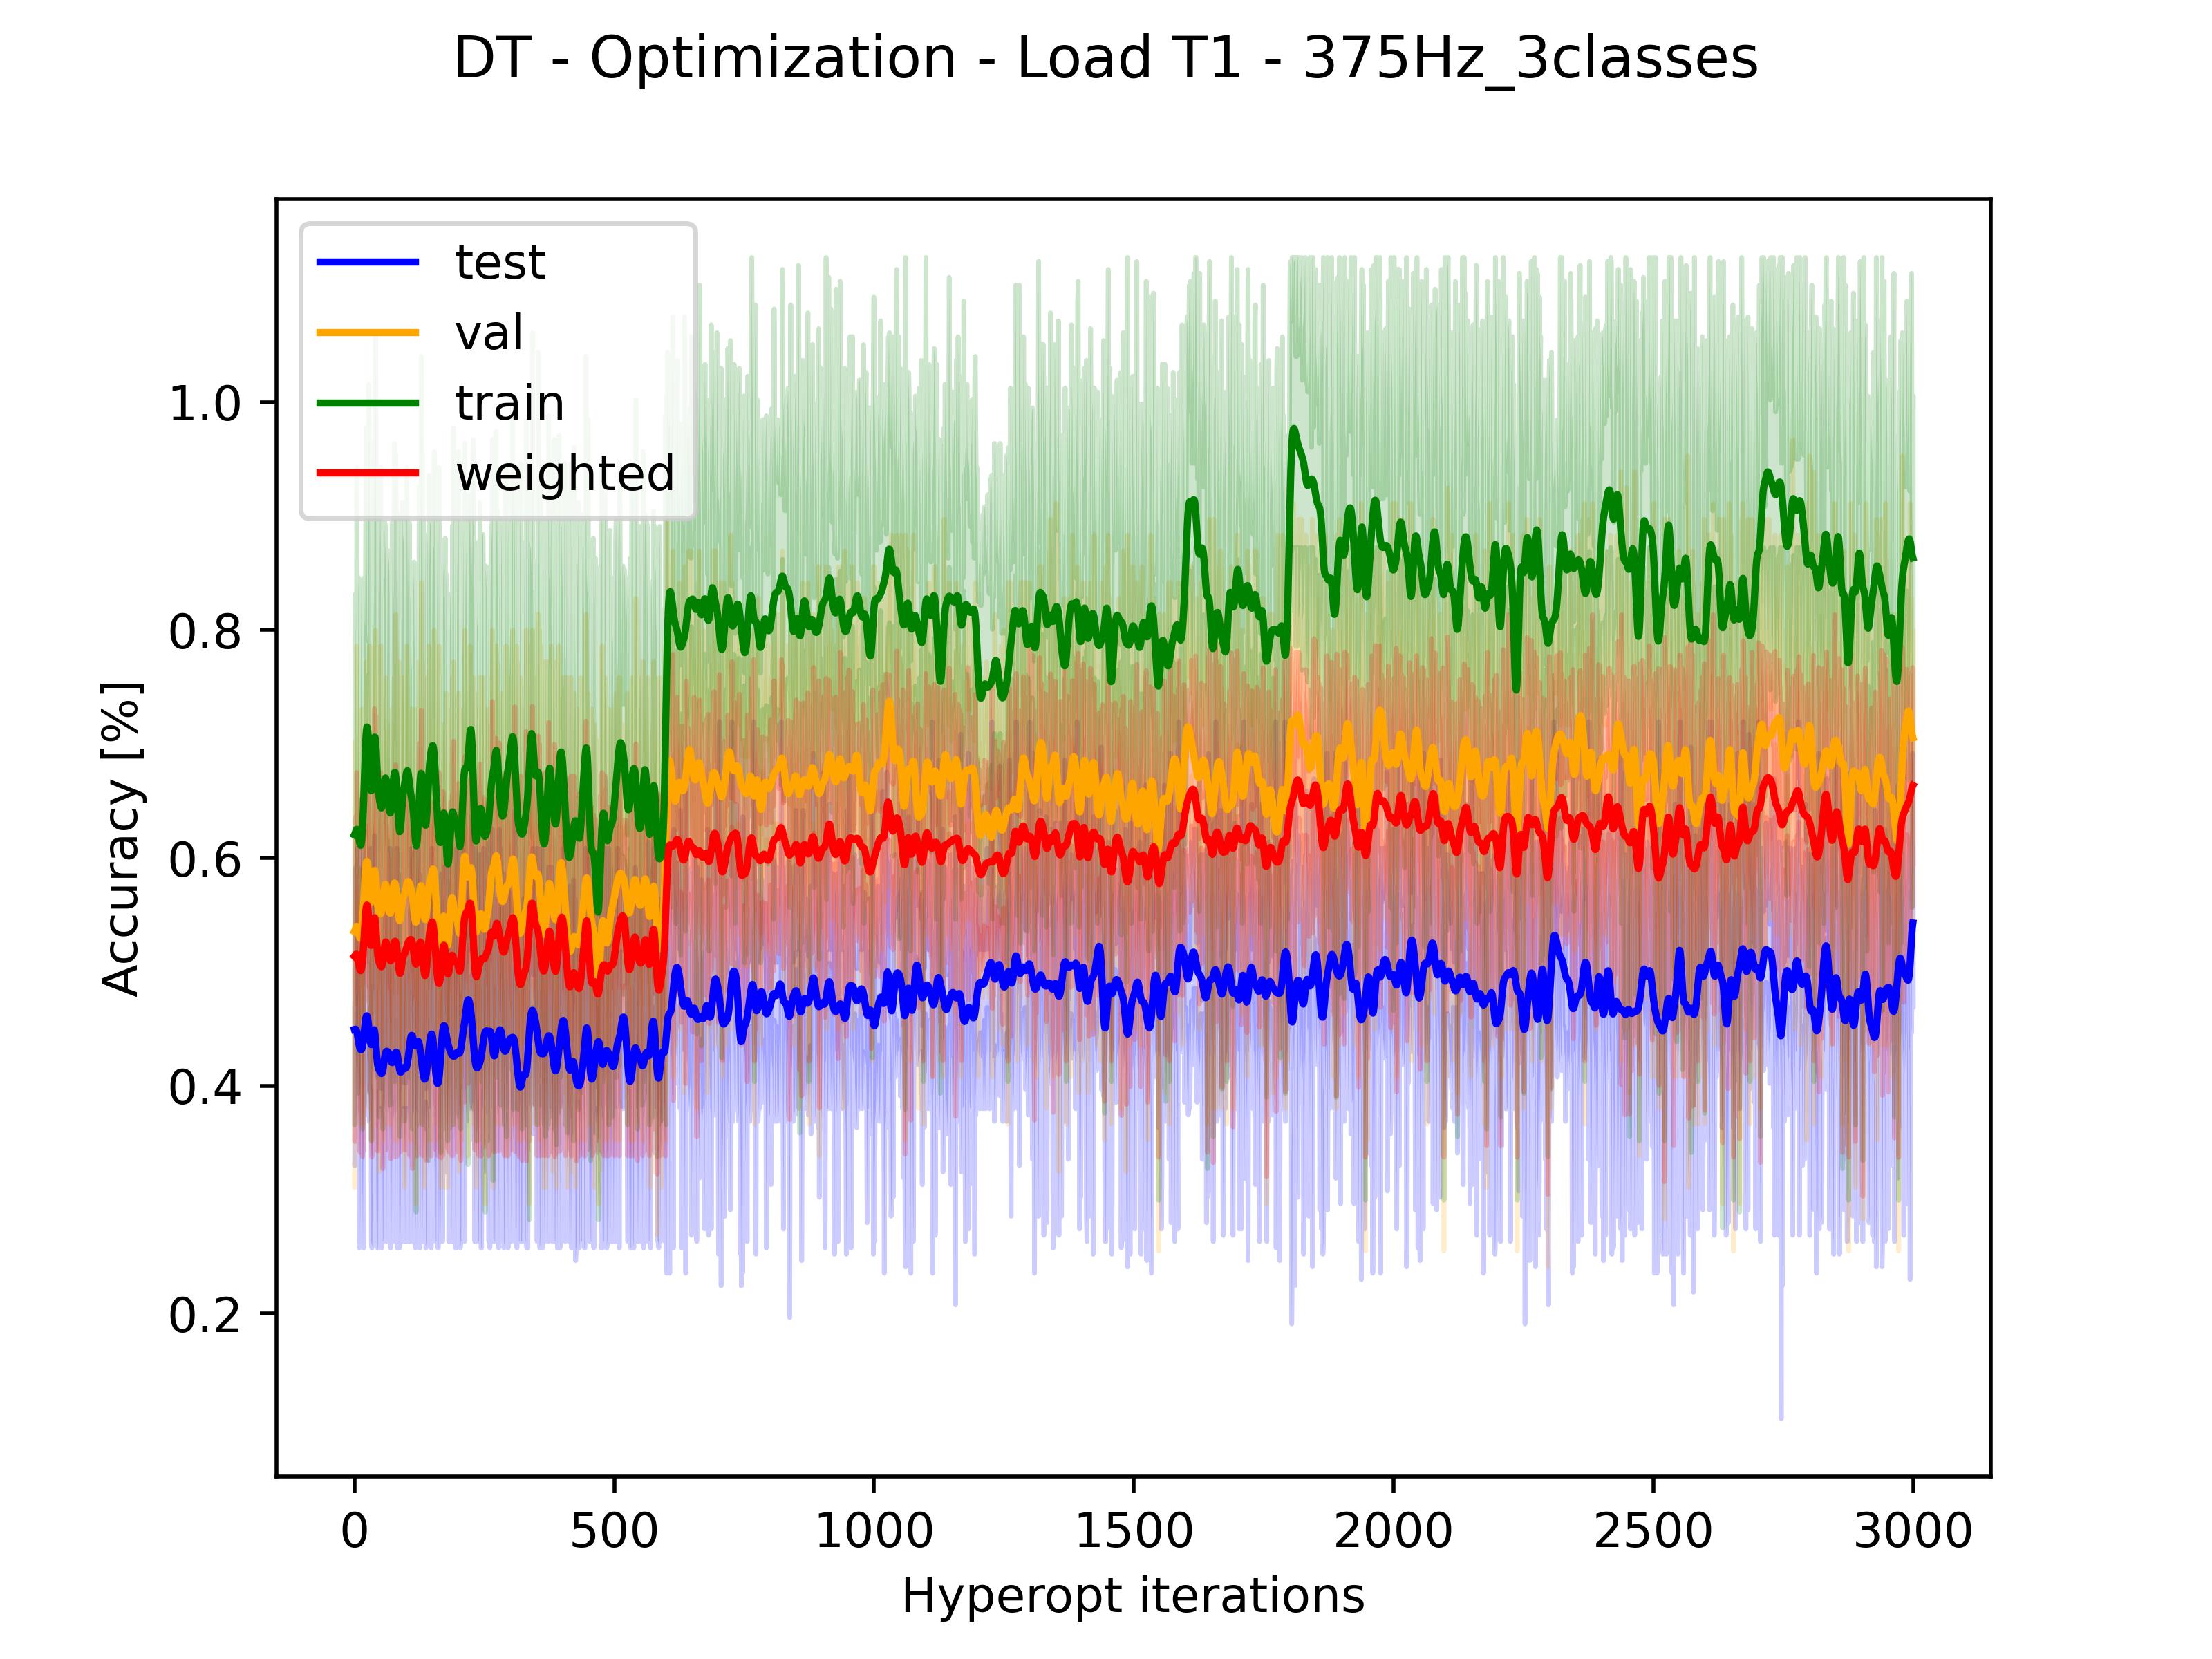 DT - Optimization - Load T1 - 375Hz_3classes
test
val
train
weighted
1.0
0.8
0.6
0.4
0.2
Accuracy [%]
0 500 1000 1500 2000 2500 3000
Hyperopt iterations